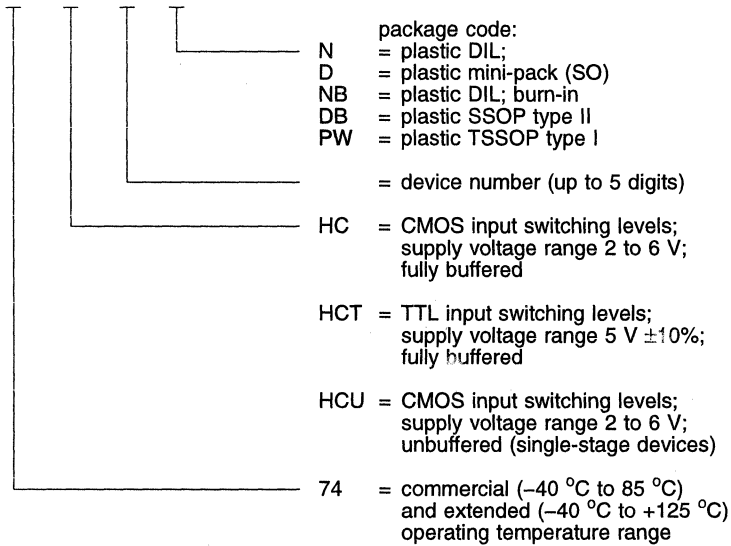 package code:
N = plastic DIL;
D = plastic mini-pack (SO)
NB = plastic DIL; burn-in
DB = plastic SSOP type II
PW = plastic TSSOP type I
= device number (up to 5 digits)
HC = CMOS input switching levels;
supply voltage range 2 to 6 V;
fully buffered
HCT = TTL input switching levels;
supply voltage range 5 V ±10%;
fully buffered
HCU = CMOS input switching levels;
supply voltage range 2 to 6 V;
unbuffered (single-stage devices)
74 = commercial (–40 °C to 85 °C)
and extended (–40 °C to +125 °C)
operating temperature range